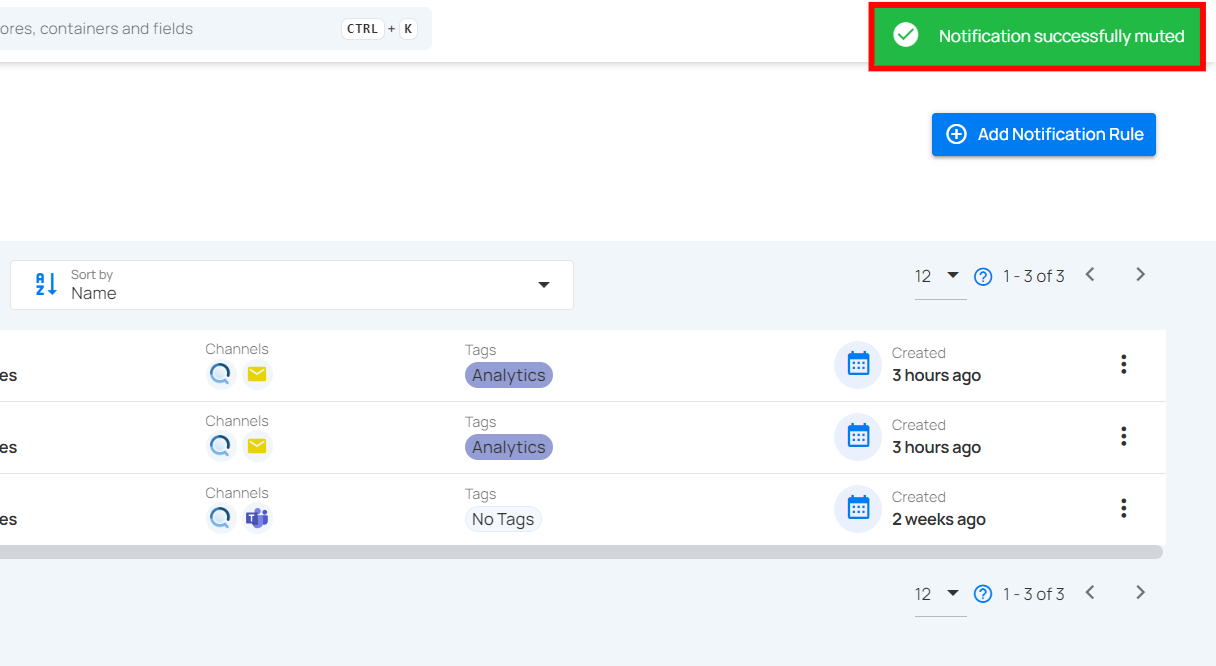 ores, containers and fields CTRL + K
Notification successfully muted
Add Notification Rule
Sort by
Name
12 1 - 3 of 3
Channels Tags Created
es Analytics 3 hours ago
Channels Tags Created
es Analytics 3 hours ago
Channels Tags Created
es No Tags 2 weeks ago
12 1 - 3 of 3